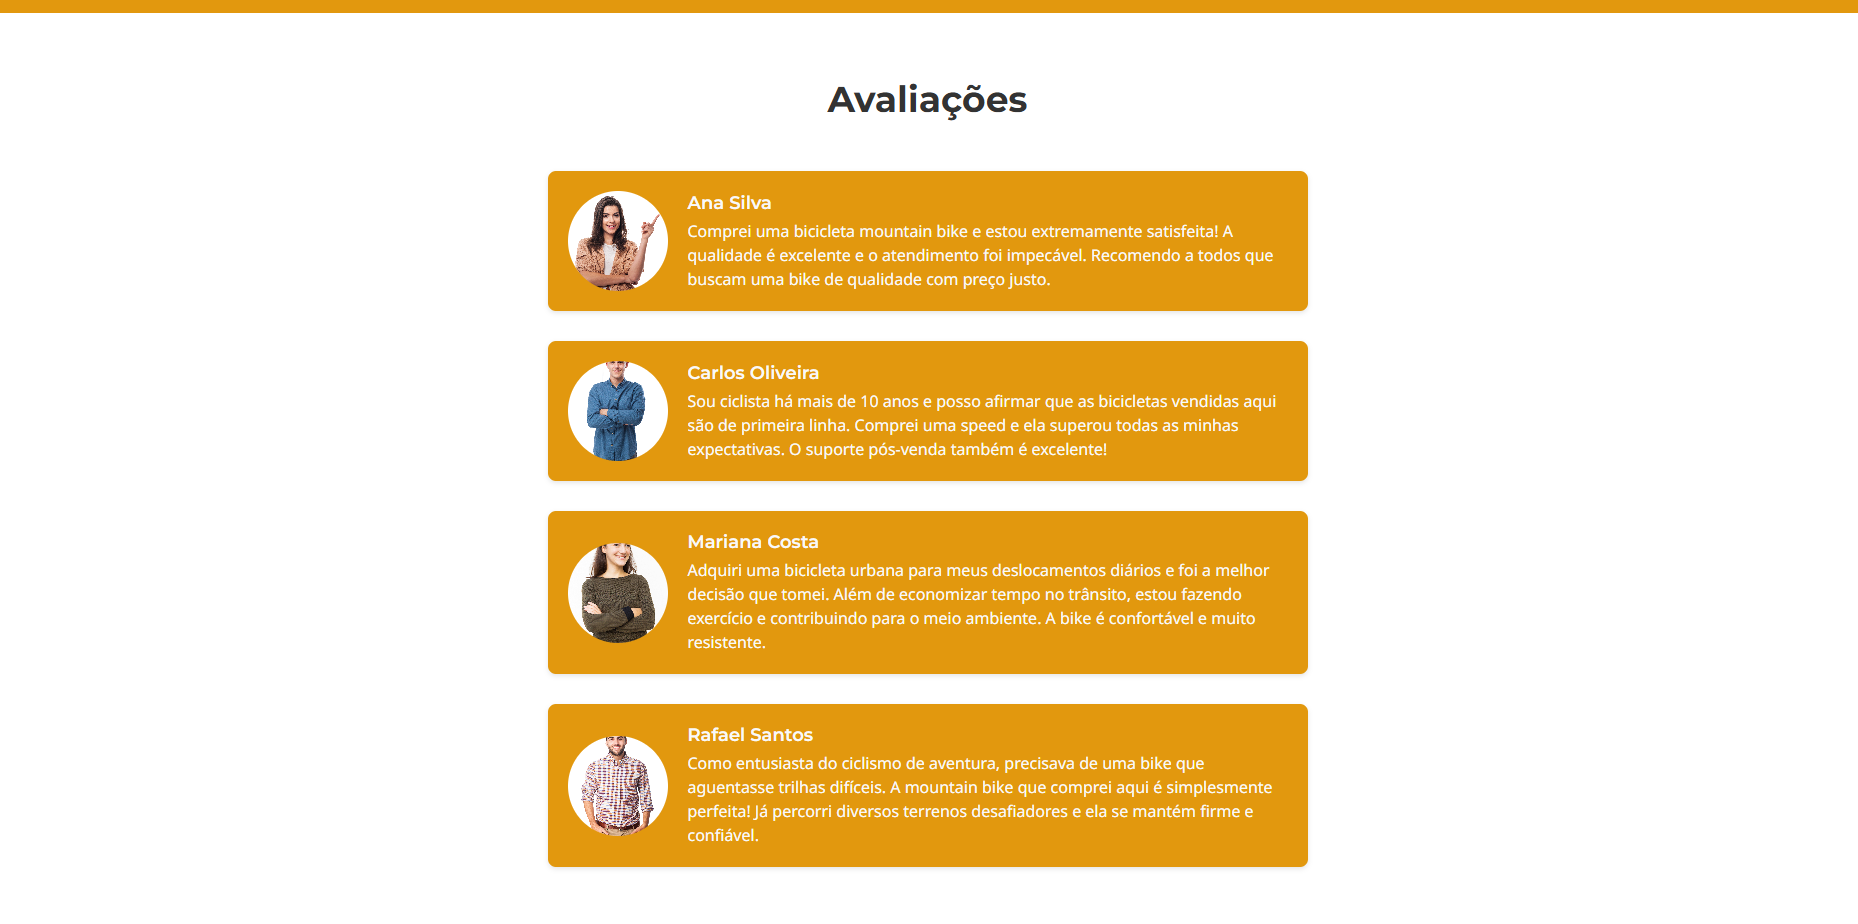 Avaliações
Ana Silva
Comprei uma bicicleta mountain bike e estou extremamente satisfeita! A
qualidade é excelente e o atendimento foi impecável. Recomendo a todos que
buscam uma bike de qualidade com preço justo.
Carlos Oliveira
Sou ciclista há mais de 10 anos e posso afirmar que as bicicletas vendidas aqui
são de primeira linha. Comprei uma speed e ela superou todas as minhas
expectativas. O suporte pós-venda também é excelente!
Mariana Costa
Adquiri uma bicicleta urbana para meus deslocamentos diários e foi a melhor
decisão que tomei. Além de economizar tempo no trânsito, estou fazendo
exercício e contribuindo para o meio ambiente. A bike é confortável e muito
resistente.
Rafael Santos
Como entusiasta do ciclismo de aventura, precisava de uma bike que
aguentasse trilhas difíceis. A mountain bike que comprei aqui é simplesmente
perfeita! Já percorri diversos terrenos desafiadores e ela se mantém firme e
confiável.